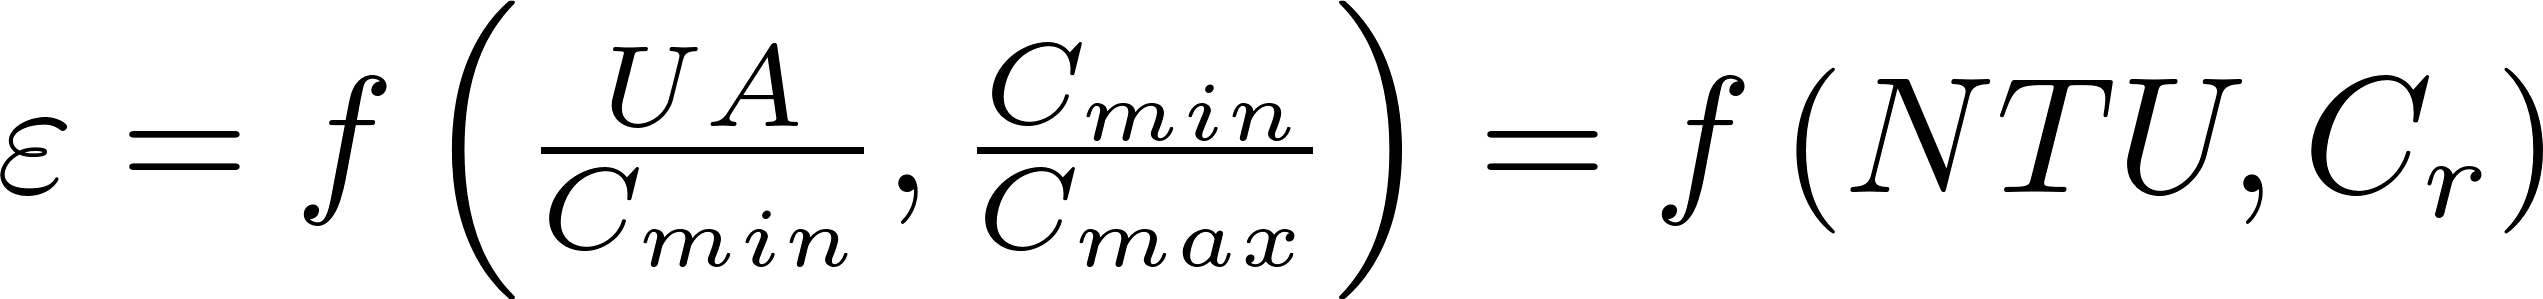 ε = f ( UA / C_min , C_min / C_max ) = f (NTU, C_r)